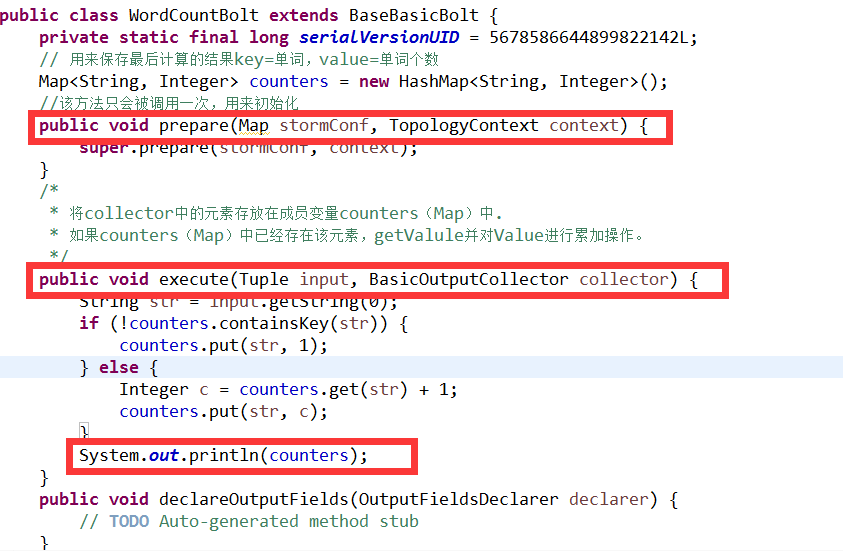 public class WordCountBolt extends BaseBasicBolt {
private static final long serialVersionUID = 5678586644899822142L;
// 用来保存最后计算的结果key=单词，value=单词个数
Map<String, Integer> counters = new HashMap<String, Integer>();
//该方法只会被调用一次，用来初始化
public void prepare(Map stormConf, TopologyContext context) {
super.prepare(stormConf, context);
}
/*
* 将collector中的元素存放在成员变量counters（Map）中.
* 如果counters（Map）中已经存在该元素，getValule并对Value进行累加操作。
*/
public void execute(Tuple input, BasicOutputCollector collector) {
String str = input.getString(0);
if (!counters.containsKey(str)) {
counters.put(str, 1);
} else {
Integer c = counters.get(str) + 1;
counters.put(str, c);
}
System.out.println(counters);
}
public void declareOutputFields(OutputFieldsDeclarer declarer) {
// TODO Auto-generated method stub
}